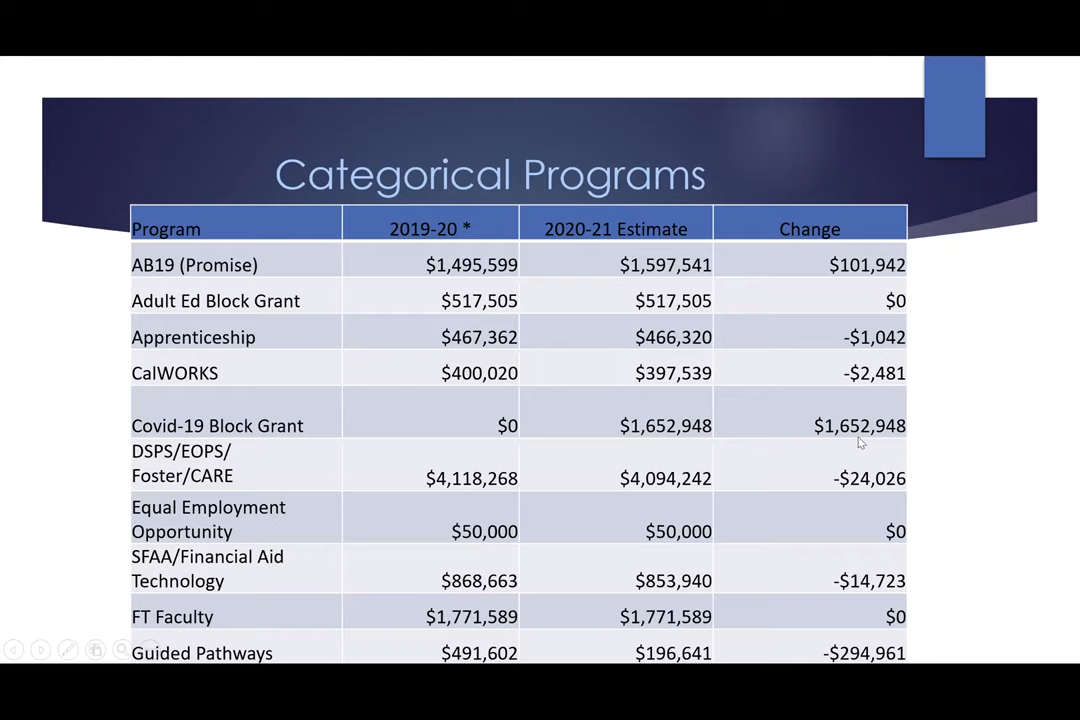 Categorical Programs
Program 2019-20 * 2020-21 Estimate Change
AB19 (Promise) $1,495,599 $1,597,541 $101,942
Adult Ed Block Grant $517,505 $517,505 $0
Apprenticeship $467,362 $466,320 -$1,042
CalWORKS $400,020 $397,539 -$2,481
Covid-19 Block Grant $0 $1,652,948 $1,652,948
DSPS/EOPS/
Foster/CARE $4,118,268 $4,094,242 -$24,026
Equal Employment
Opportunity $50,000 $50,000 $0
SFAA/Financial Aid
Technology $868,663 $853,940 -$14,723
FT Faculty $1,771,589 $1,771,589 $0
Guided Pathways $491,602 $196,641 -$294,961